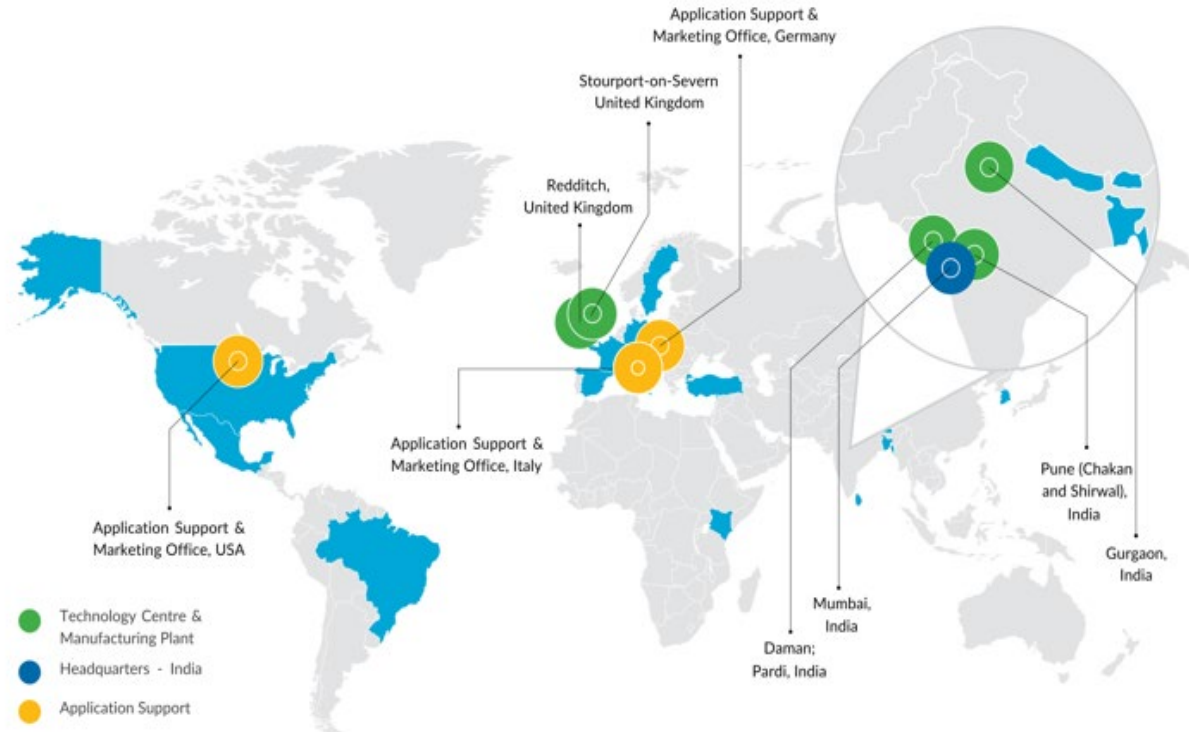 Application Support &
Marketing Office, Germany
Stourport-on-Severn
United Kingdom
Redditch,
United Kingdom
Application Support &
Marketing Office, Italy
Application Support &
Marketing Office, USA
Pune (Chakan
and Shirwal),
India
Gurgaon,
India
Mumbai,
India
Daman;
Pardi, India
Technology Centre &
Manufacturing Plant
Headquarters - India
Application Support